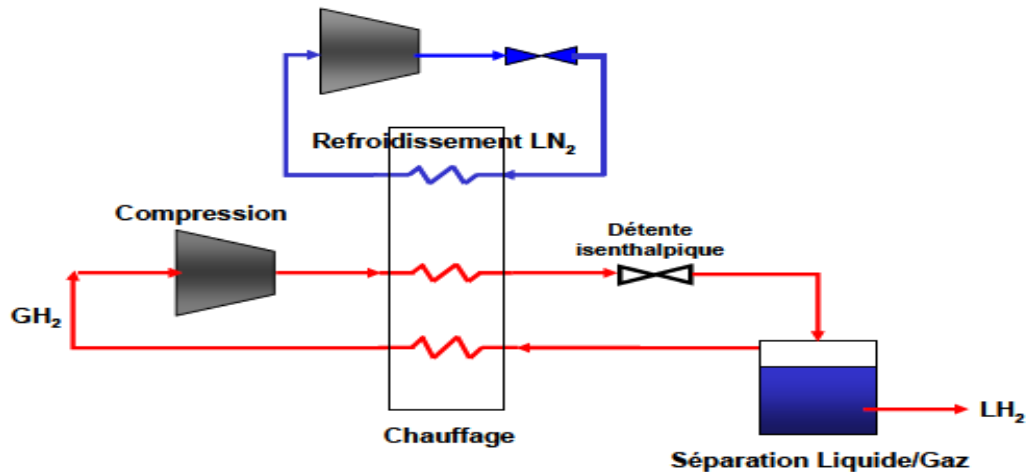 Refroidissement LN₂
Compression
Détente
isenthalpique
GH₂
LH₂
Chauffage
Séparation Liquide/Gaz